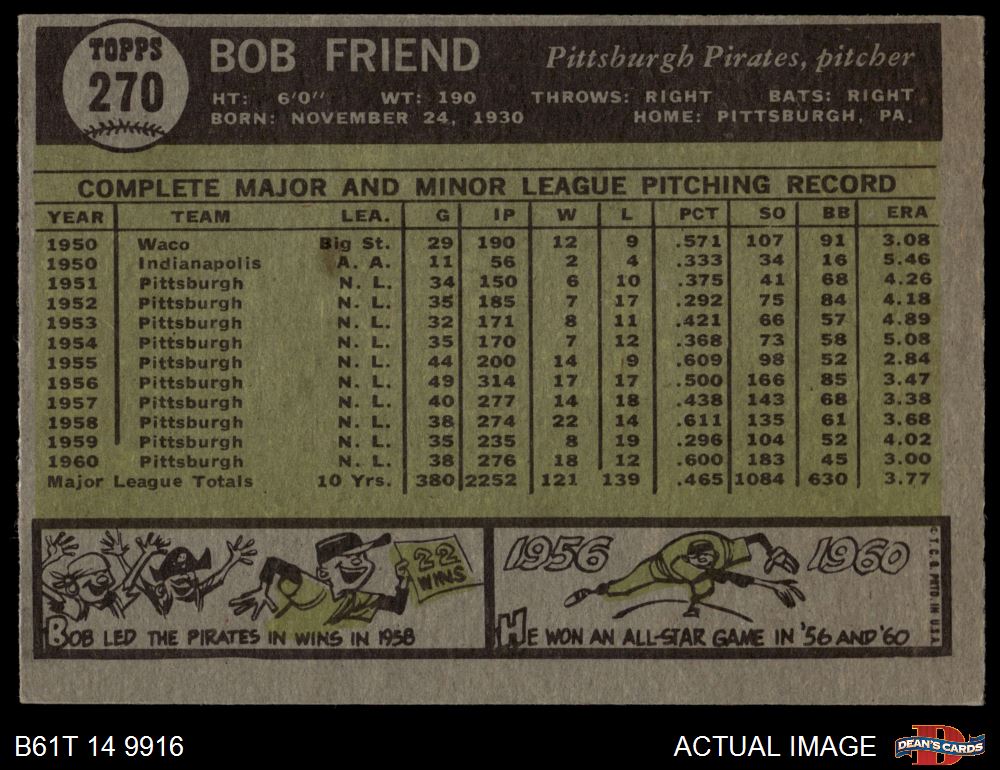 TOPPS
270
BOB FRIEND
Pittsburgh Pirates, pitcher
HT: 6'0" WT: 190 THROWS: RIGHT BATS: RIGHT
BORN: NOVEMBER 24, 1930 HOME: PITTSBURGH, PA.
COMPLETE MAJOR AND MINOR LEAGUE PITCHING RECORD
YEAR TEAM LEA. G IP W L PCT SO BB ERA
1950 Waco Big St. 29 190 12 9 .571 107 91 3.08
1950 Indianapolis A. A. 11 56 2 4 .333 34 16 5.46
1951 Pittsburgh N. L. 34 150 6 10 .375 41 68 4.26
1952 Pittsburgh N. L. 35 185 7 17 .292 75 84 4.18
1953 Pittsburgh N. L. 32 171 8 11 .421 66 57 4.89
1954 Pittsburgh N. L. 35 170 7 12 .368 73 58 5.08
1955 Pittsburgh N. L. 44 200 14 9 .609 98 52 2.84
1956 Pittsburgh N. L. 49 314 17 17 .500 166 85 3.47
1957 Pittsburgh N. L. 40 277 14 18 .438 143 68 3.38
1958 Pittsburgh N. L. 38 274 22 14 .611 135 61 3.68
1959 Pittsburgh N. L. 35 235 8 19 .296 104 52 4.02
1960 Pittsburgh N. L. 38 276 18 12 .600 183 45 3.00
Major League Totals 10 Yrs. 380 2252 121 139 .465 1084 630 3.77
22
WINS
BOB LED THE PIRATES IN WINS IN 1958
1956 1960
HE WON AN ALL-STAR GAME IN '56 AND '60
©T.C.G. PRTD. IN U.S.A.
B61T 14 9916
ACTUAL IMAGE
D
DEAN'S CARDS